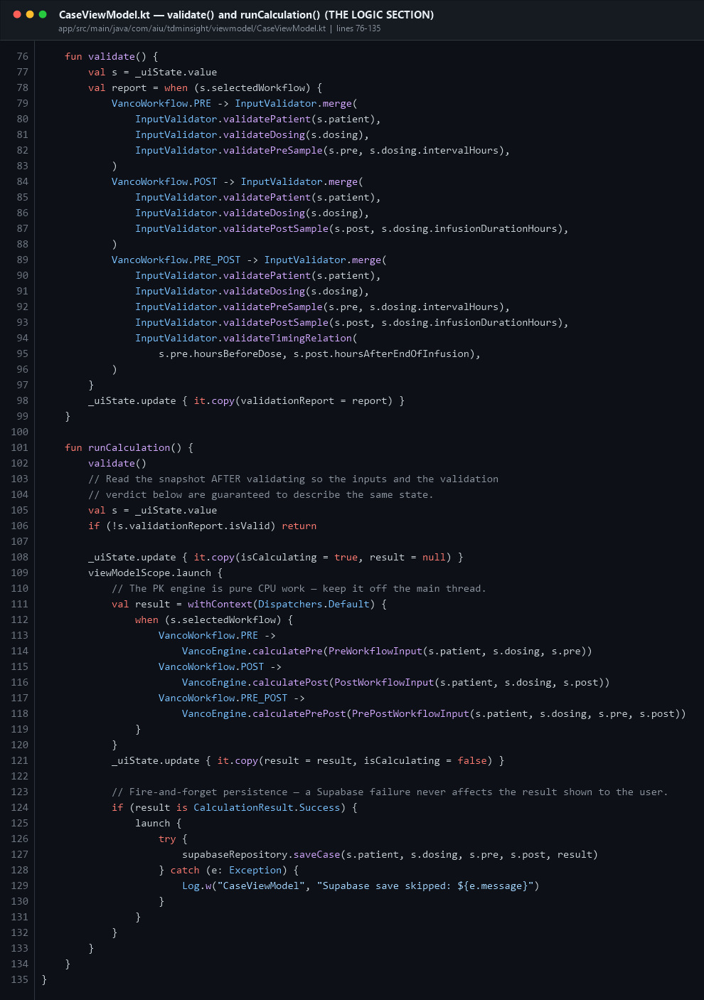 CaseViewModel.kt — validate() and runCalculation() (THE LOGIC SECTION)
app/src/main/java/com/aiu/tdminsight/viewmodel/CaseViewModel.kt | lines 76-135
76     fun validate() {
77         val s = _uiState.value
78         val report = when (s.selectedWorkflow) {
79             VancoWorkflow.PRE -> InputValidator.merge(
80                 InputValidator.validatePatient(s.patient),
81                 InputValidator.validateDosing(s.dosing),
82                 InputValidator.validatePreSample(s.pre, s.dosing.intervalHours),
83             )
84             VancoWorkflow.POST -> InputValidator.merge(
85                 InputValidator.validatePatient(s.patient),
86                 InputValidator.validateDosing(s.dosing),
87                 InputValidator.validatePostSample(s.post, s.dosing.infusionDurationHours),
88             )
89             VancoWorkflow.PRE_POST -> InputValidator.merge(
90                 InputValidator.validatePatient(s.patient),
91                 InputValidator.validateDosing(s.dosing),
92                 InputValidator.validatePreSample(s.pre, s.dosing.intervalHours),
93                 InputValidator.validatePostSample(s.post, s.dosing.infusionDurationHours),
94                 InputValidator.validateTimingRelation(
95                     s.pre.hoursBeforeDose, s.post.hoursAfterEndOfInfusion),
96             )
97         }
98         _uiState.update { it.copy(validationReport = report) }
99     }
100
101     fun runCalculation() {
102         validate()
103         // Read the snapshot AFTER validating so the inputs and the validation
104         // verdict below are guaranteed to describe the same state.
105         val s = _uiState.value
106         if (!s.validationReport.isValid) return
107
108         _uiState.update { it.copy(isCalculating = true, result = null) }
109         viewModelScope.launch {
110             // The PK engine is pure CPU work — keep it off the main thread.
111             val result = withContext(Dispatchers.Default) {
112                 when (s.selectedWorkflow) {
113                     VancoWorkflow.PRE ->
114                         VancoEngine.calculatePre(PreWorkflowInput(s.patient, s.dosing, s.pre))
115                     VancoWorkflow.POST ->
116                         VancoEngine.calculatePost(PostWorkflowInput(s.patient, s.dosing, s.post))
117                     VancoWorkflow.PRE_POST ->
118                         VancoEngine.calculatePrePost(PrePostWorkflowInput(s.patient, s.dosing, s.pre, s.post))
119                 }
120             }
121             _uiState.update { it.copy(result = result, isCalculating = false) }
122
123             // Fire-and-forget persistence — a Supabase failure never affects the result shown to the user.
124             if (result is CalculationResult.Success) {
125                 launch {
126                     try {
127                         supabaseRepository.saveCase(s.patient, s.dosing, s.pre, s.post, result)
128                     } catch (e: Exception) {
129                         Log.w("CaseViewModel", "Supabase save skipped: ${e.message}")
130                     }
131                 }
132             }
133         }
134     }
135 }